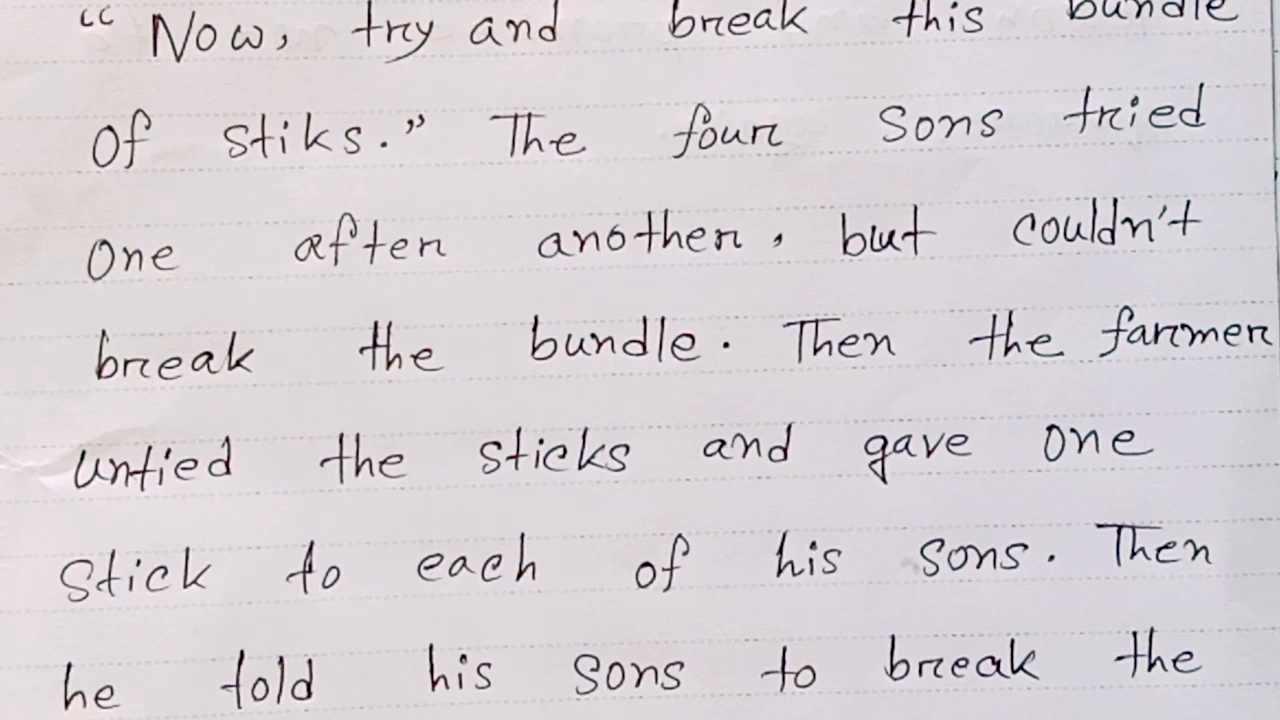 "Now, try and break this bundle
Of stiks." The four Sons tried
One after another, but couldn't
break the bundle. Then the farmer
untied the sticks and gave one
Stick to each of his sons. Then
he told his sons to break the